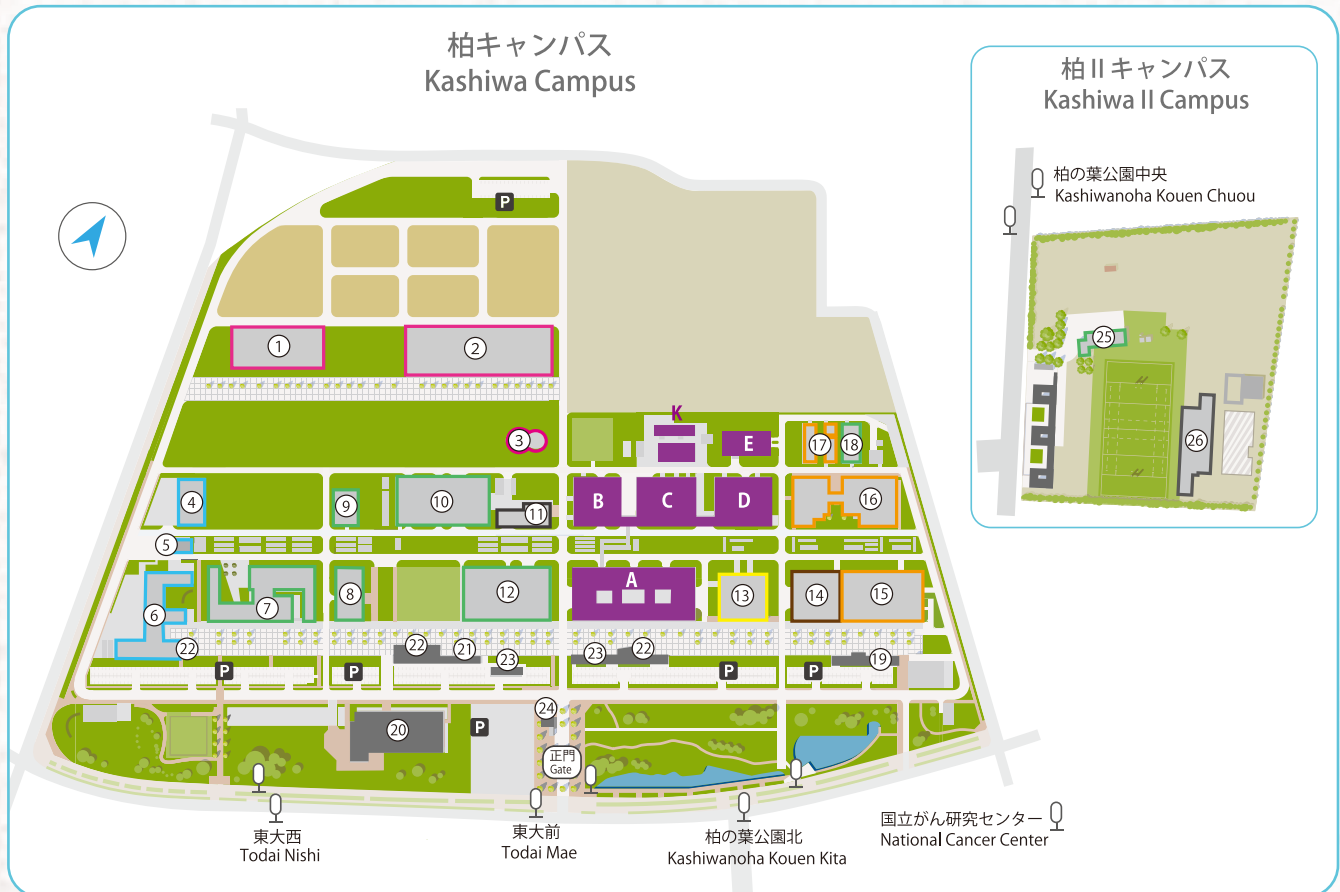 柏キャンパス
Kashiwa Campus
柏 II キャンパス
Kashiwa II Campus
柏の葉公園中央
Kashiwanoha Kouen Chuou
P
1
2
3
K
E
17
18
25
26
4
9
10
11
B
C
D
16
5
6
7
8
12
A
13
14
15
22
22
21
23
23
22
19
P
P
P
P
20
P
24
正門
Gate
東大西
Todai Nishi
東大前
Todai Mae
柏の葉公園北
Kashiwanoha Kouen Kita
国立がん研究センター
National Cancer Center